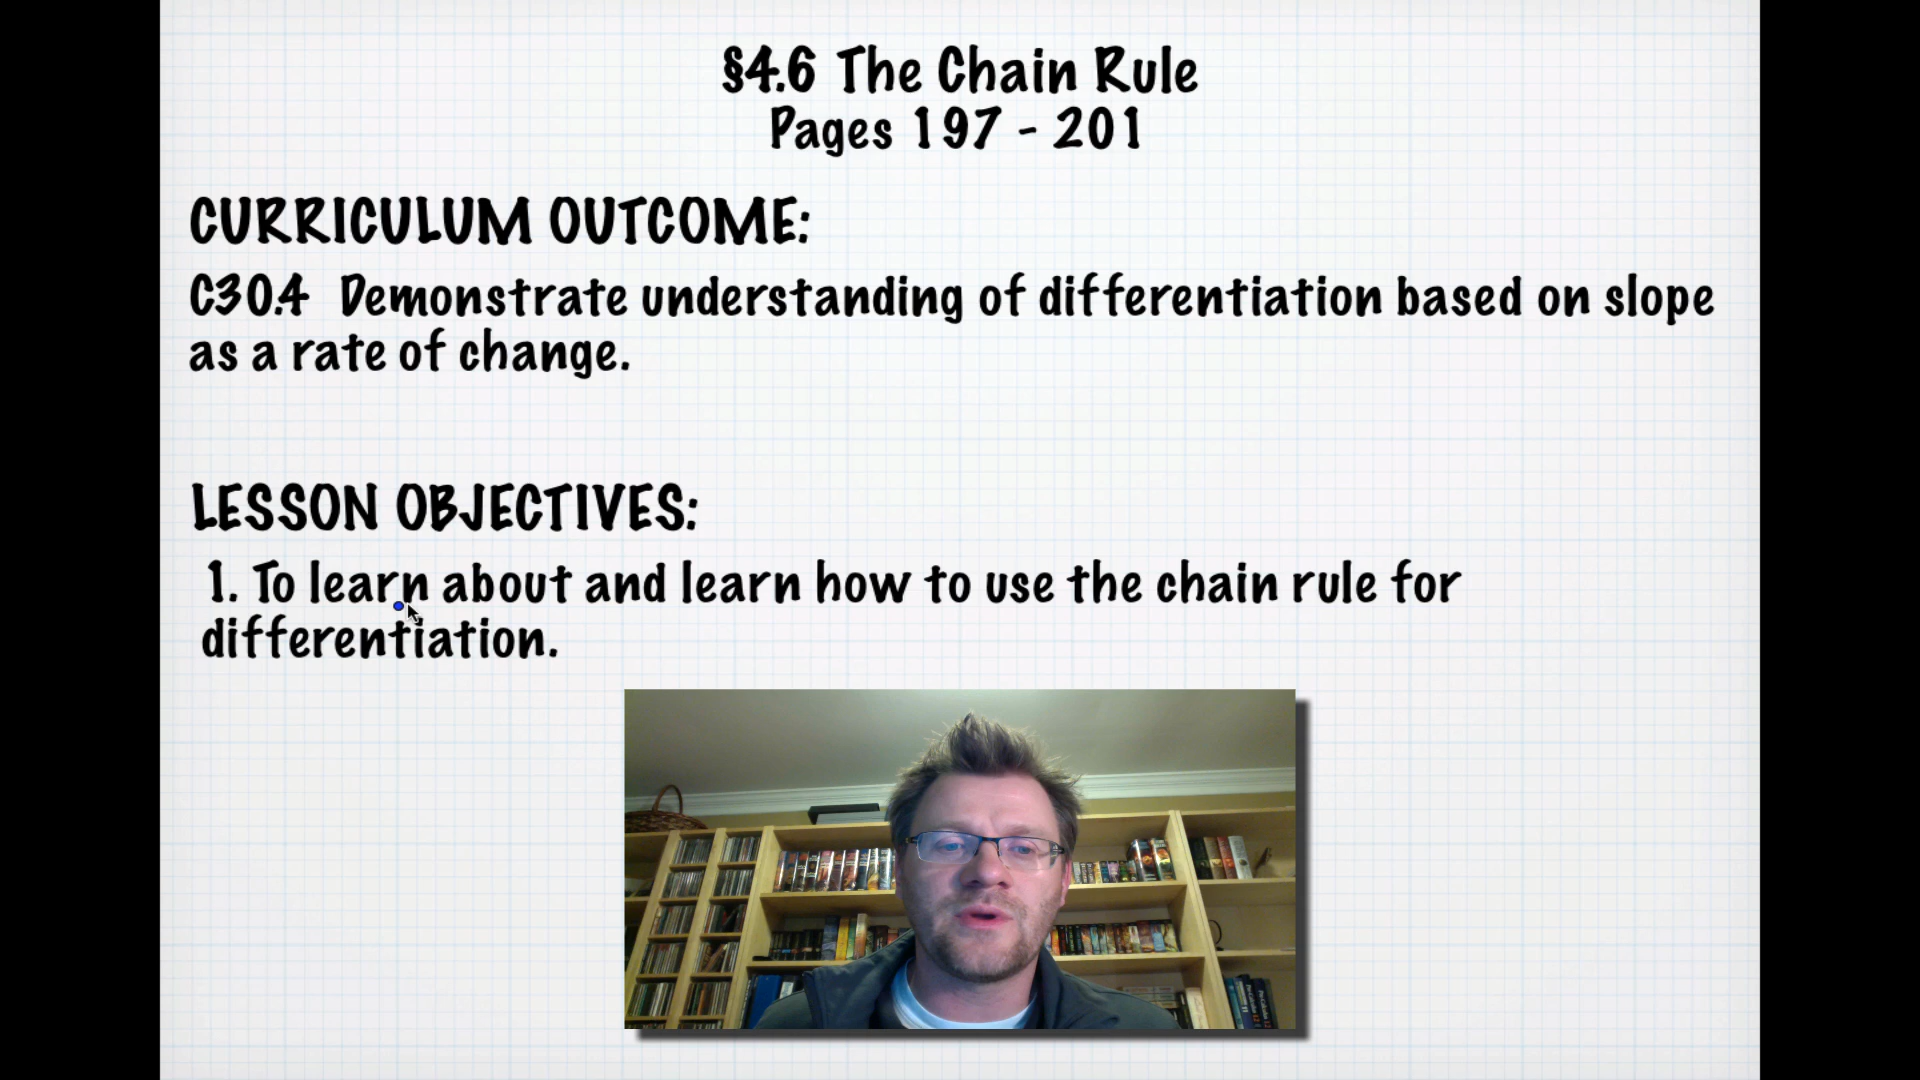 §4.6 The Chain Rule
Pages 197 - 201
CURRICULUM OUTCOME:
C30.4 Demonstrate understanding of differentiation based on slope
as a rate of change.
LESSON OBJECTIVES:
1. To learn about and learn how to use the chain rule for
differentiation.